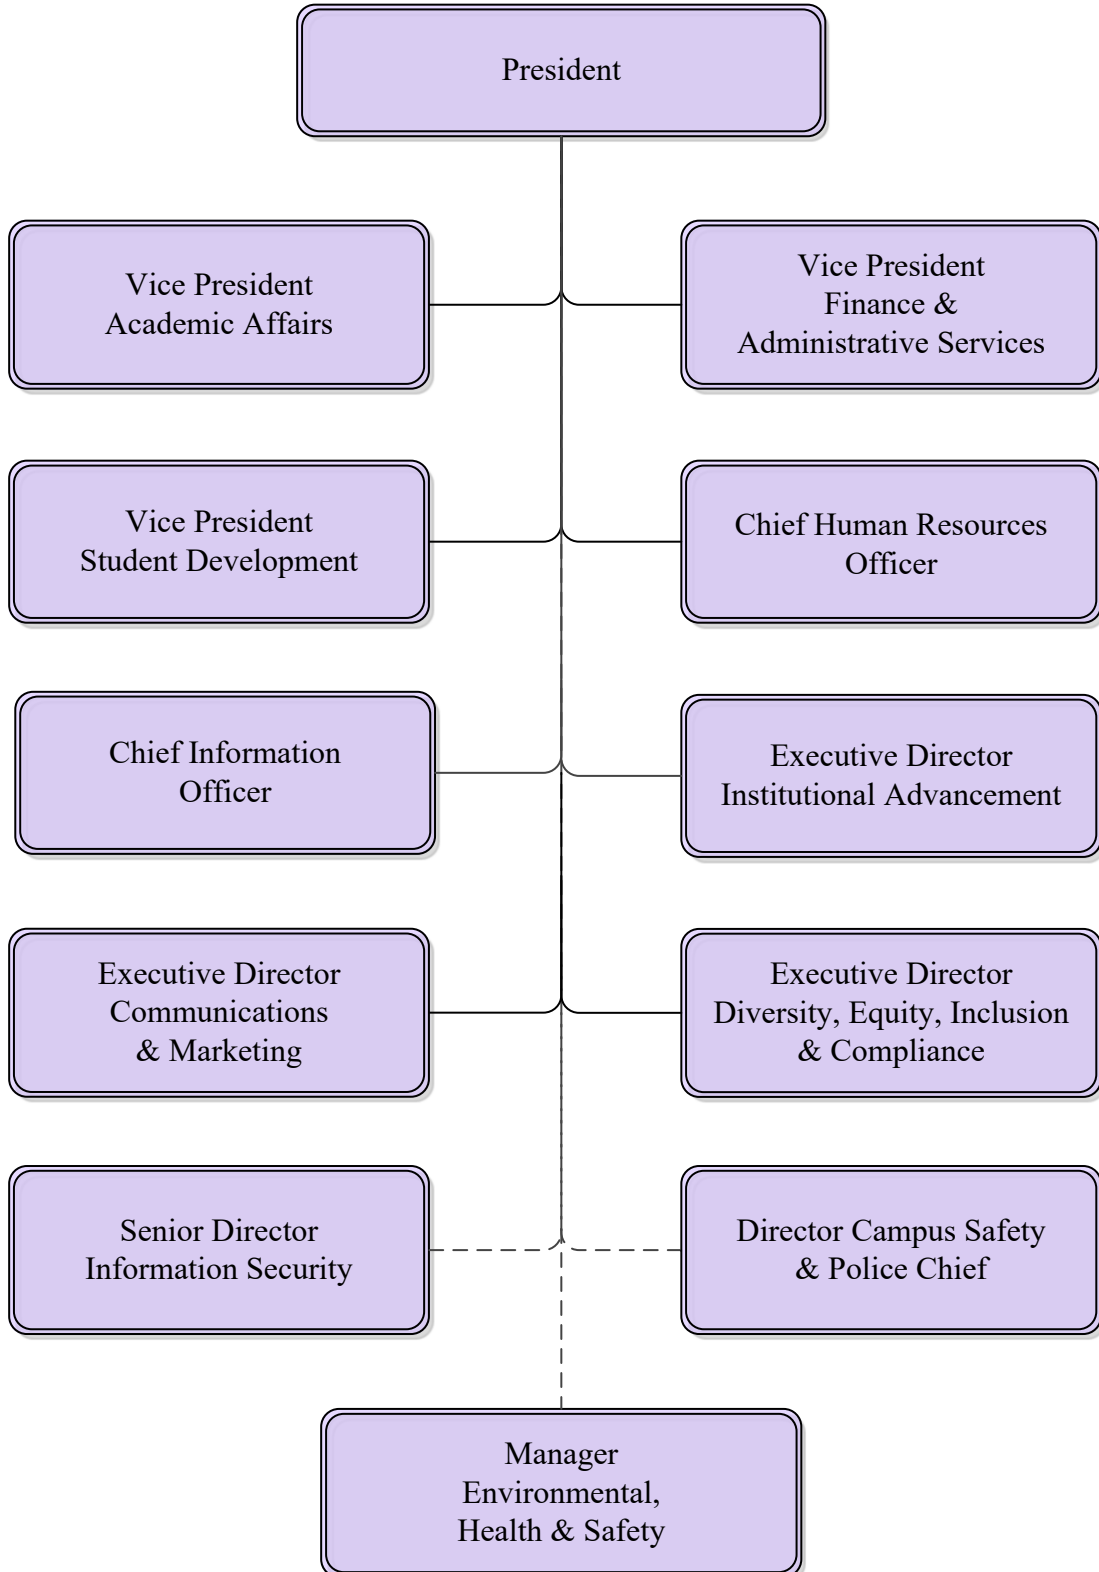 President
Vice President
Academic Affairs
Vice President
Finance &
Administrative Services
Vice President
Student Development
Chief Human Resources
Officer
Chief Information
Officer
Executive Director
Institutional Advancement
Executive Director
Communications
& Marketing
Executive Director
Diversity, Equity, Inclusion
& Compliance
Senior Director
Information Security
Director Campus Safety
& Police Chief
Manager
Environmental,
Health & Safety